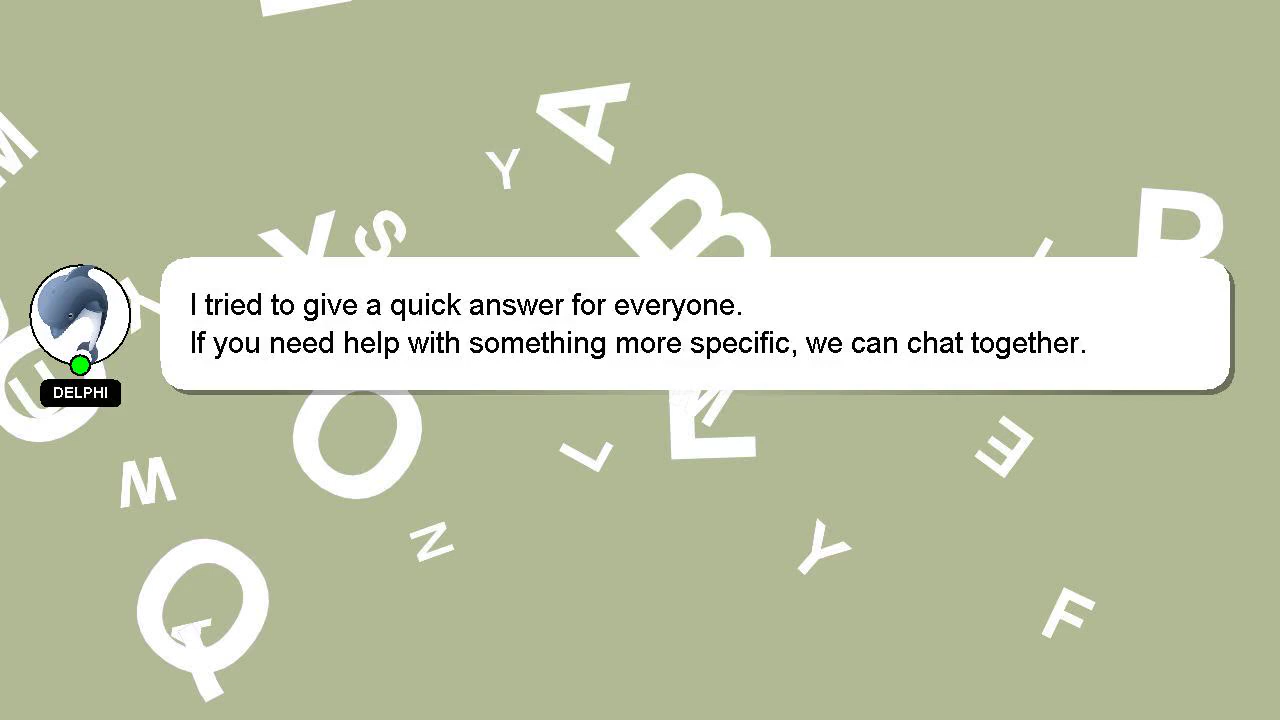 I tried to give a quick answer for everyone.
If you need help with something more specific, we can chat together.
DELPHI
M
A
Y
B
S
Y
O
L
W
N
Q
Y
E
F